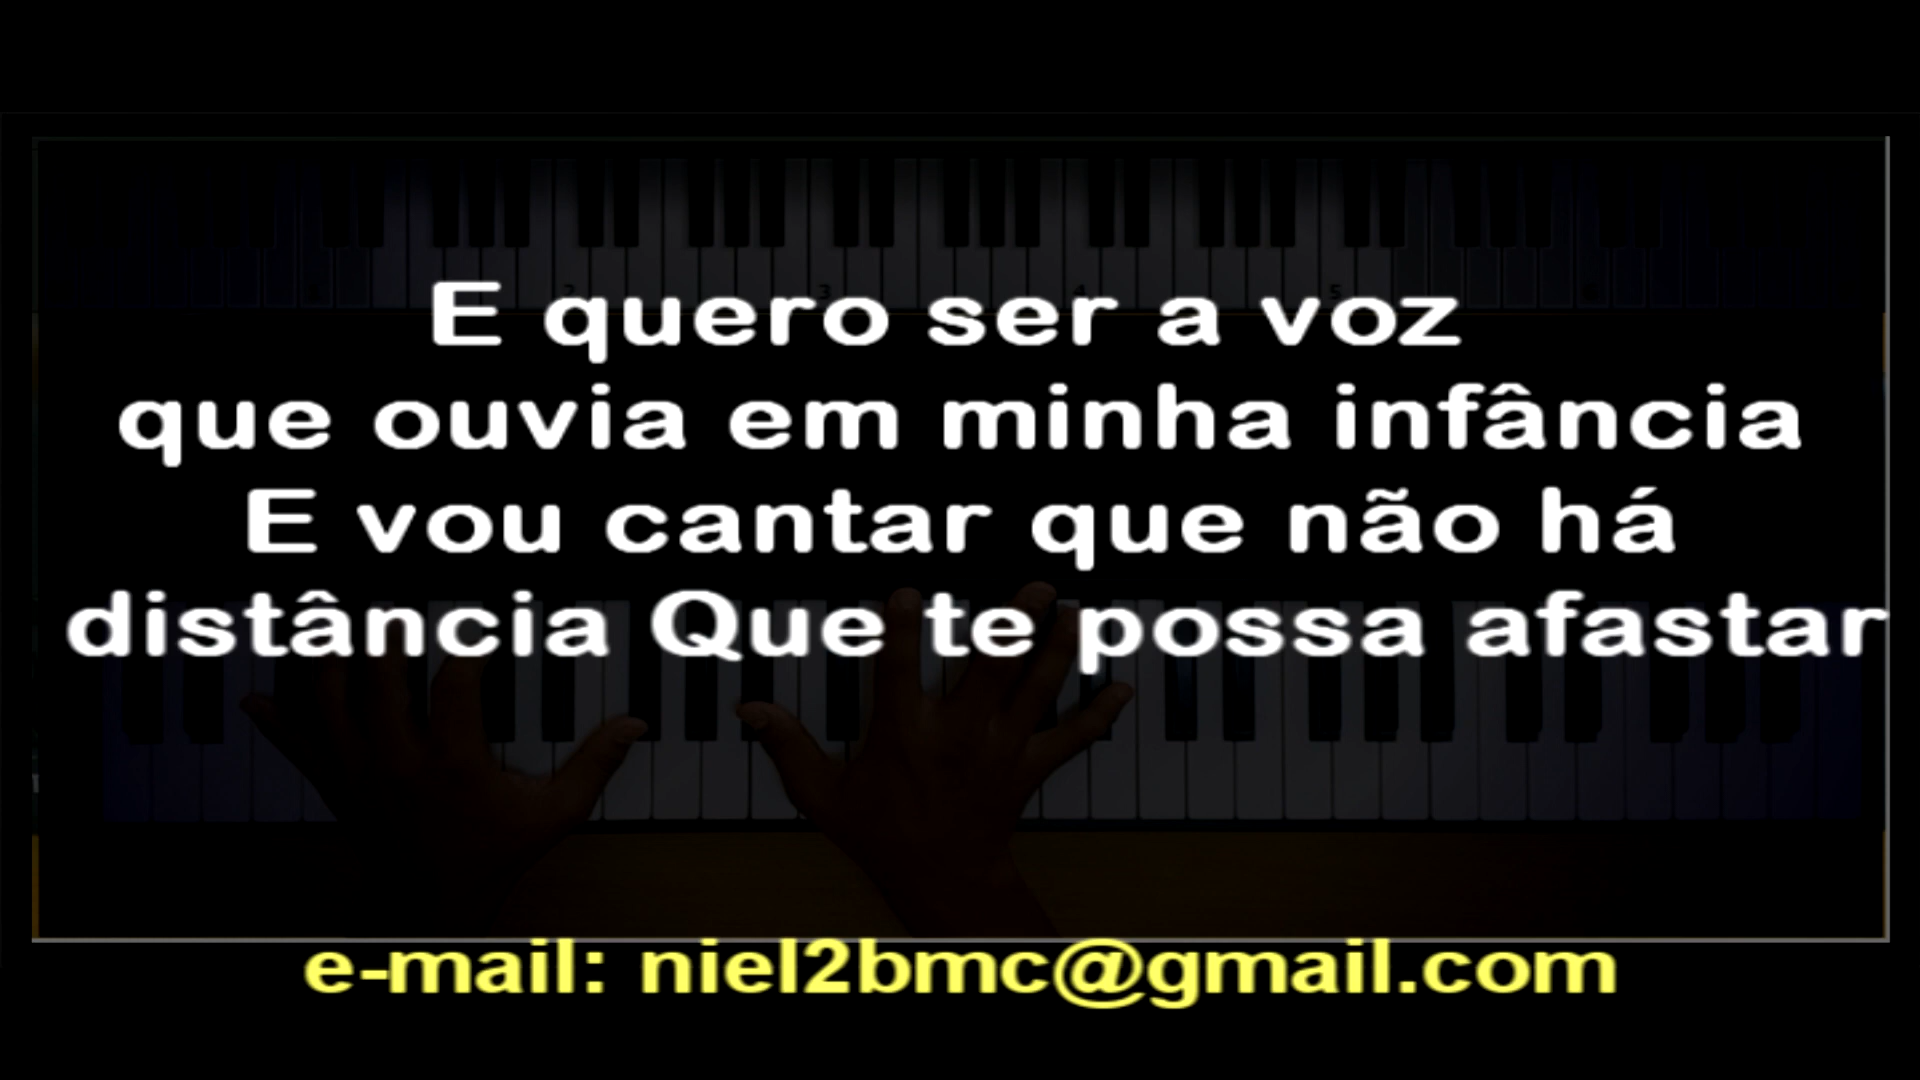 E quero ser a voz
que ouvia em minha infância
E vou cantar que não há
distância Que te possa afastar
e-mail: niel2bmc@gmail.com